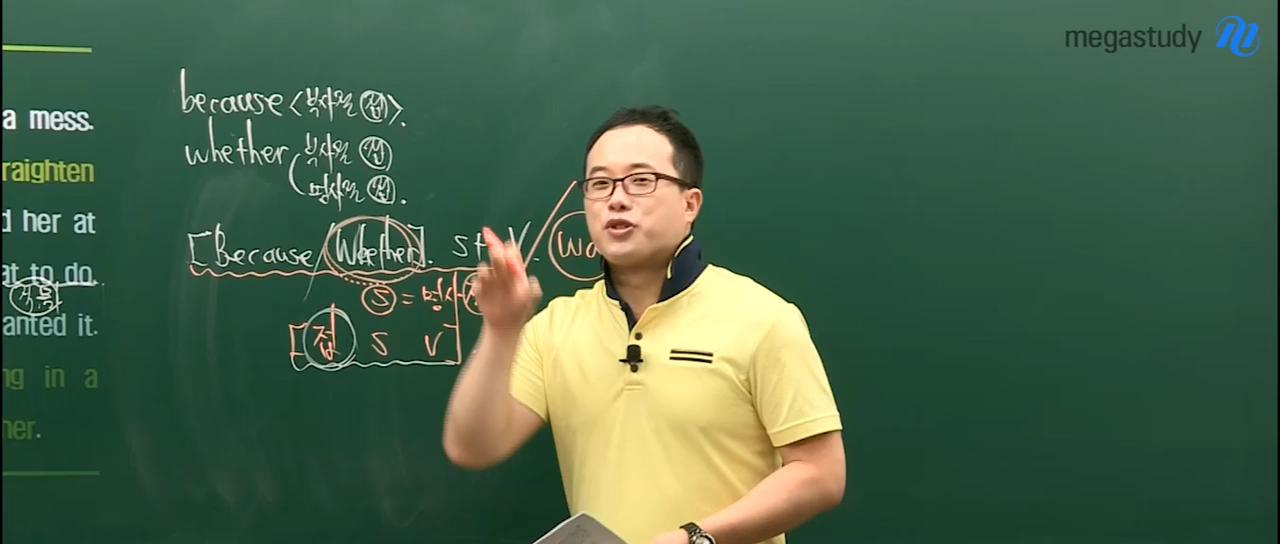 megastudy
a mess.
raighten
d her at
at to do.
anted it.
ng in a
her.
because <부사절 접>.
whether 부사절 접
명사절 접.
[Because / Whether]. S + V.
S = 명사
[접 S V